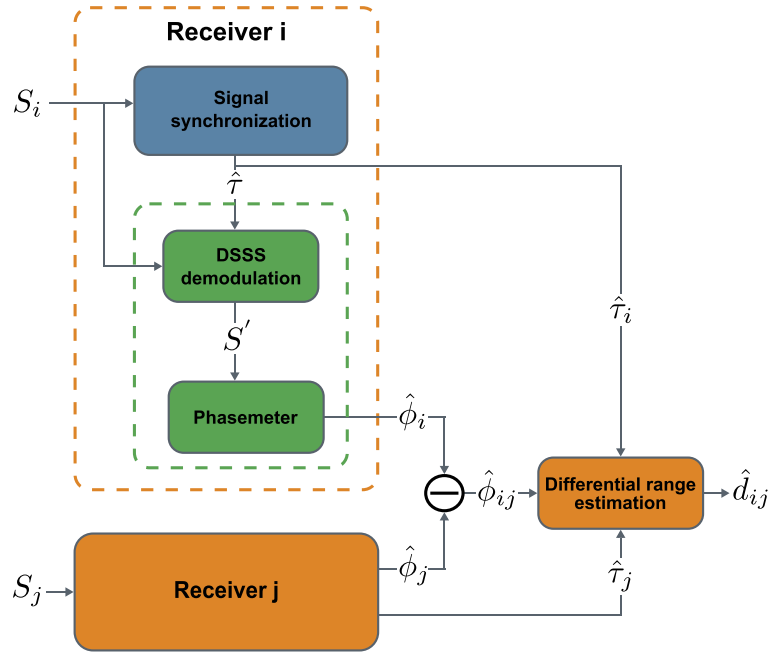 Receiver i
S_i
Signal
synchronization
τ̂
DSSS
demodulation
S′
Phasemeter
ϕ̂_i
τ̂_i
ϕ̂_ij
Differential range
estimation
d̂_ij
S_j
Receiver j
ϕ̂_j
τ̂_j